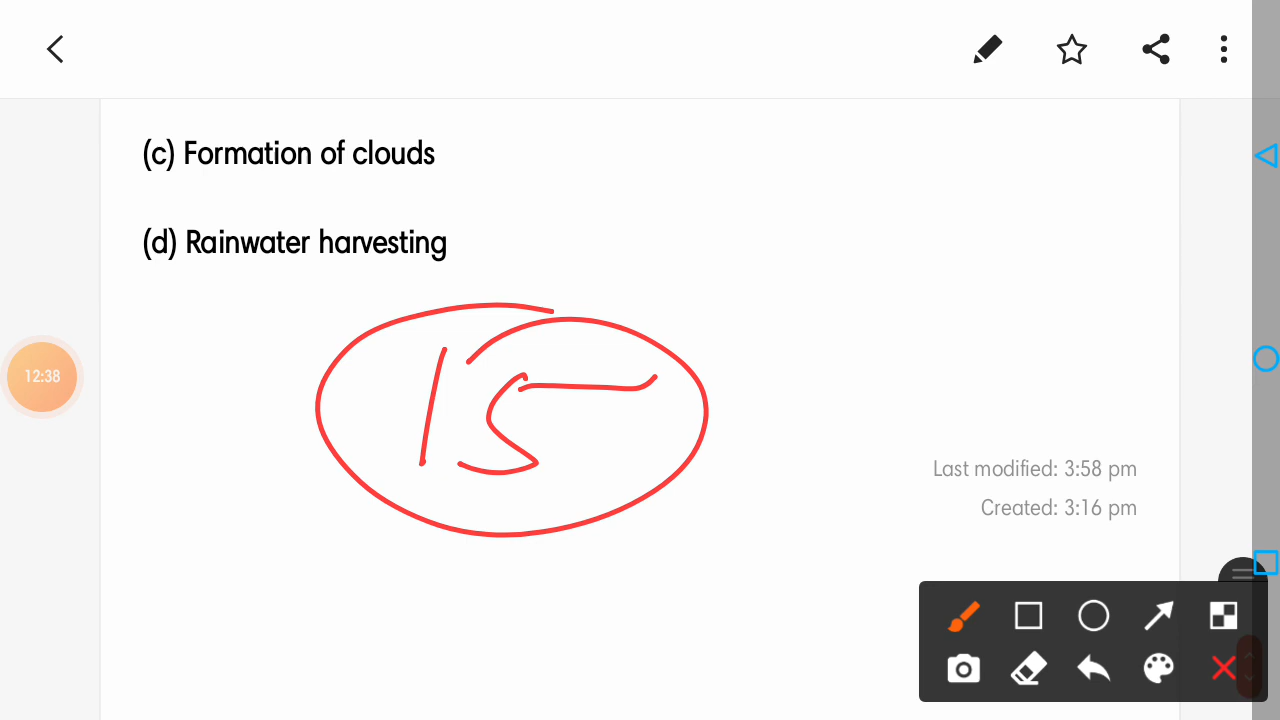 (c) Formation of clouds
(d) Rainwater harvesting
15
12:38
Last modified: 3:58 pm
Created: 3:16 pm